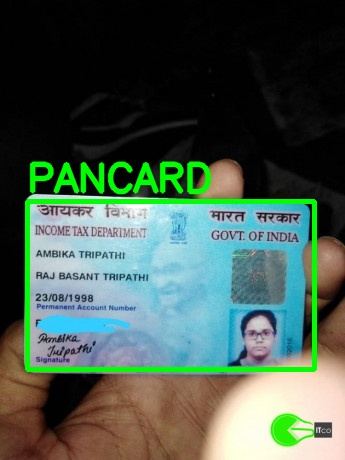 PANCARD
आयकर विभाग
भारत सरकार
INCOME TAX DEPARTMENT
GOVT. OF INDIA
AMBIKA TRIPATHI
RAJ BASANT TRIPATHI
23/08/1998
Permanent Account Number
Ambika
Tripathi
Signature
ITco